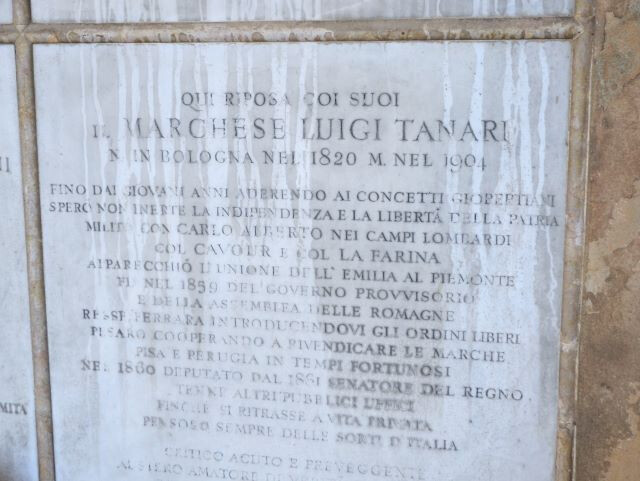 QUI RIPOSA COI SUOI
IL MARCHESE LUIGI TANARI
N. IN BOLOGNA NEL 1820 M. NEL 1904
FINO DAI GIOVANI ANNI ADERENDO AI CONCETTI GIOBERTIANI
SPERÒ NON INERTE LA INDIPENDENZA E LA LIBERTÁ DELLA PATRIA
MILITÒ CON CARLO ALBERTO NEI CAMPI LOMBARDI
COL CAVOUR E COL LA FARINA
APPARECCHIÒ L'UNIONE DELL'EMILIA AL PIEMONTE
FU NEL 1859 DEL GOVERNO PROVVISORIO
E DELLA ASSEMBLEA DELLE ROMAGNE
RESSE FERRARA INTRODUCENDOVI GLI ORDINI LIBERI
PESARO COOPERANDO A RIVENDICARE LE MARCHE
PISA E PERUGIA IN TEMPI FORTUNOSI
NEL 1860 DEPUTATO DAL 1861 SENATORE DEL REGNO
TENNE ALTRI PUBBLICI UFFICI
FINCHE SI RITRASSE A VITA PRIVATA
PENSOSO SEMPRE DELLE SORTI D'ITALIA
CRITICO ACUTO E PREVEGGENTE
AUSTERO AMATORE
MITÀ